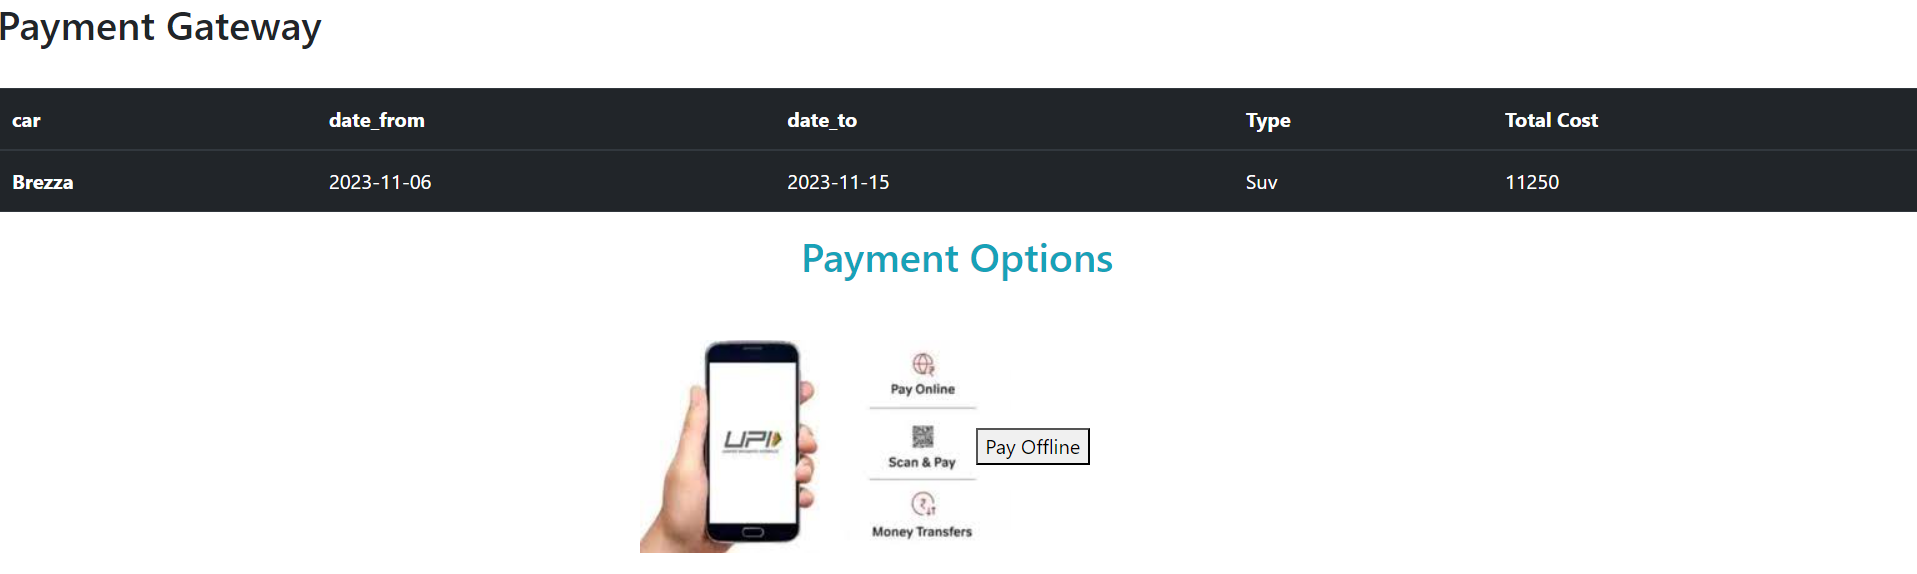 Payment Gateway
car date_from date_to Type Total Cost
Brezza 2023-11-06 2023-11-15 Suv 11250
Payment Options
UPI
Pay Online
Scan & Pay
Pay Offline
Money Transfers